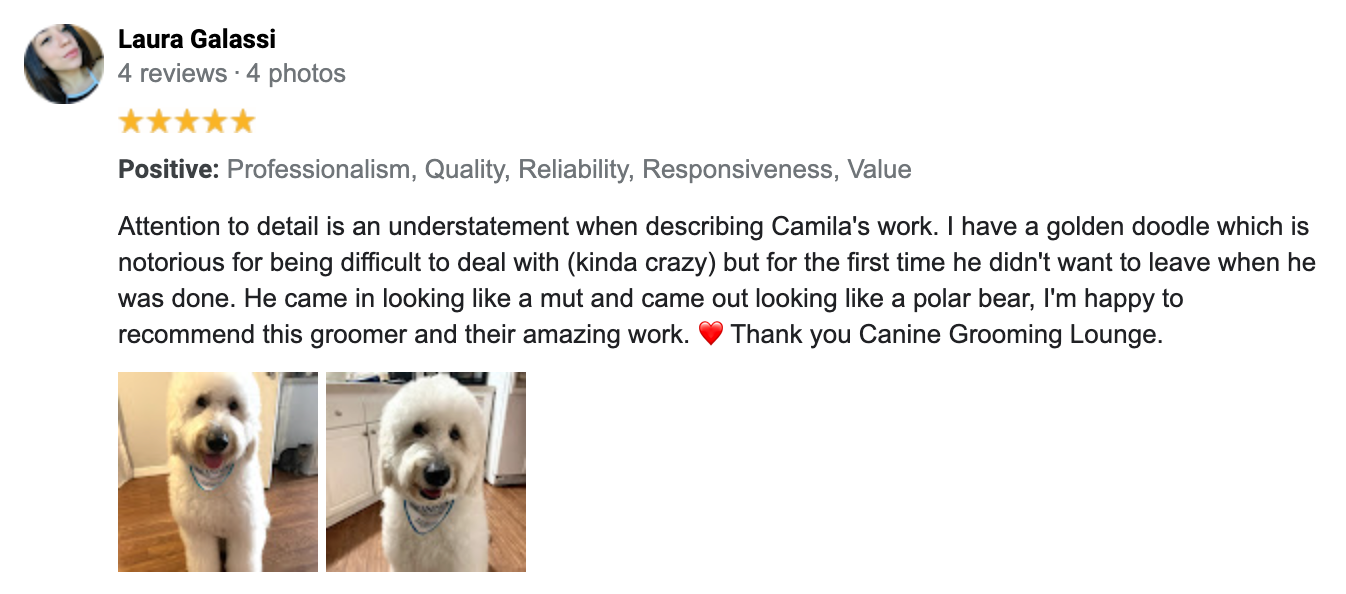 Laura Galassi
4 reviews · 4 photos
Positive: Professionalism, Quality, Reliability, Responsiveness, Value
Attention to detail is an understatement when describing Camila's work. I have a golden doodle which is
notorious for being difficult to deal with (kinda crazy) but for the first time he didn't want to leave when he
was done. He came in looking like a mut and came out looking like a polar bear, I'm happy to
recommend this groomer and their amazing work. ❤️ Thank you Canine Grooming Lounge.